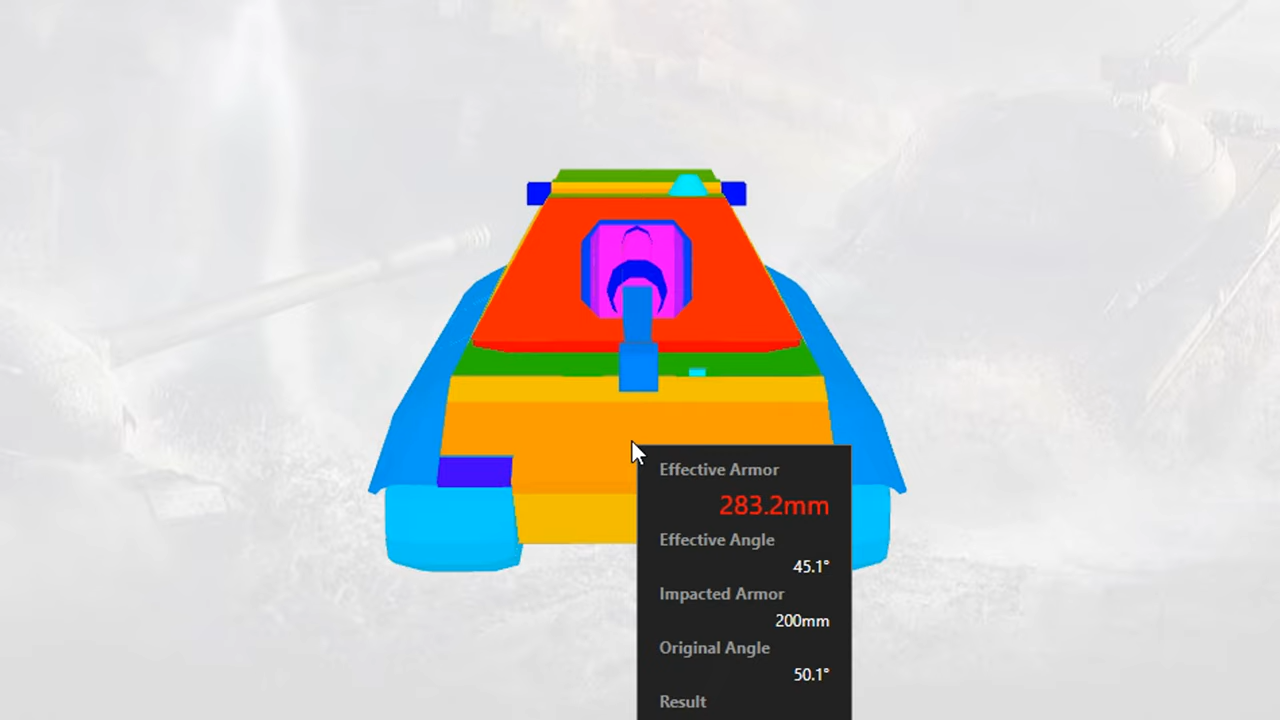 Effective Armor
283.2mm
Effective Angle
45.1°
Impacted Armor
200mm
Original Angle
50.1°
Result